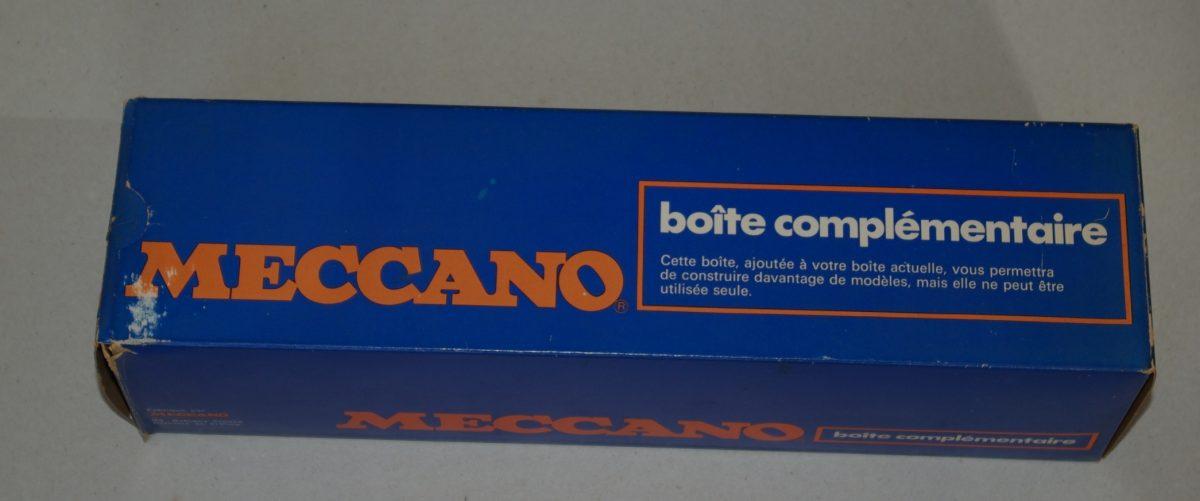 MECCANO®
boîte complémentaire
Cette boîte, ajoutée à votre boîte actuelle, vous permettra
de construire davantage de modèles, mais elle ne peut être
utilisée seule.
MECCANO
MECCANO
boîte complémentaire